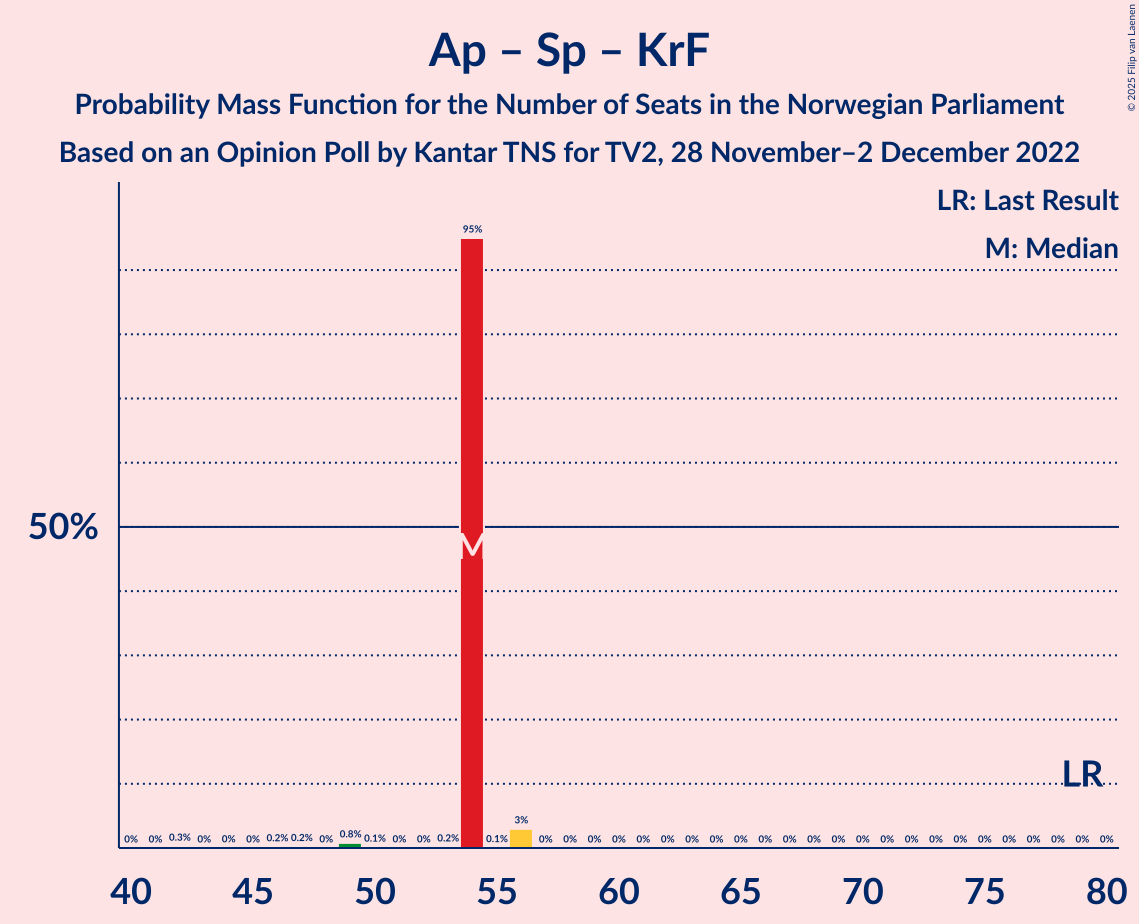 Ap – Sp – KrF
Probability Mass Function for the Number of Seats in the Norwegian Parliament
Based on an Opinion Poll by Kantar TNS for TV2, 28 November–2 December 2022
© 2025 Filip van Laenen
LR: Last Result
M: Median
95%
50%
M
LR
0% 0% 0.3% 0% 0% 0% 0.2% 0.2% 0% 0.8% 0.1% 0% 0% 0.2% 0.1% 3% 0% 0% 0% 0% 0% 0% 0% 0% 0% 0% 0% 0% 0% 0% 0% 0% 0% 0% 0% 0% 0% 0% 0% 0%
40 45 50 55 60 65 70 75 80